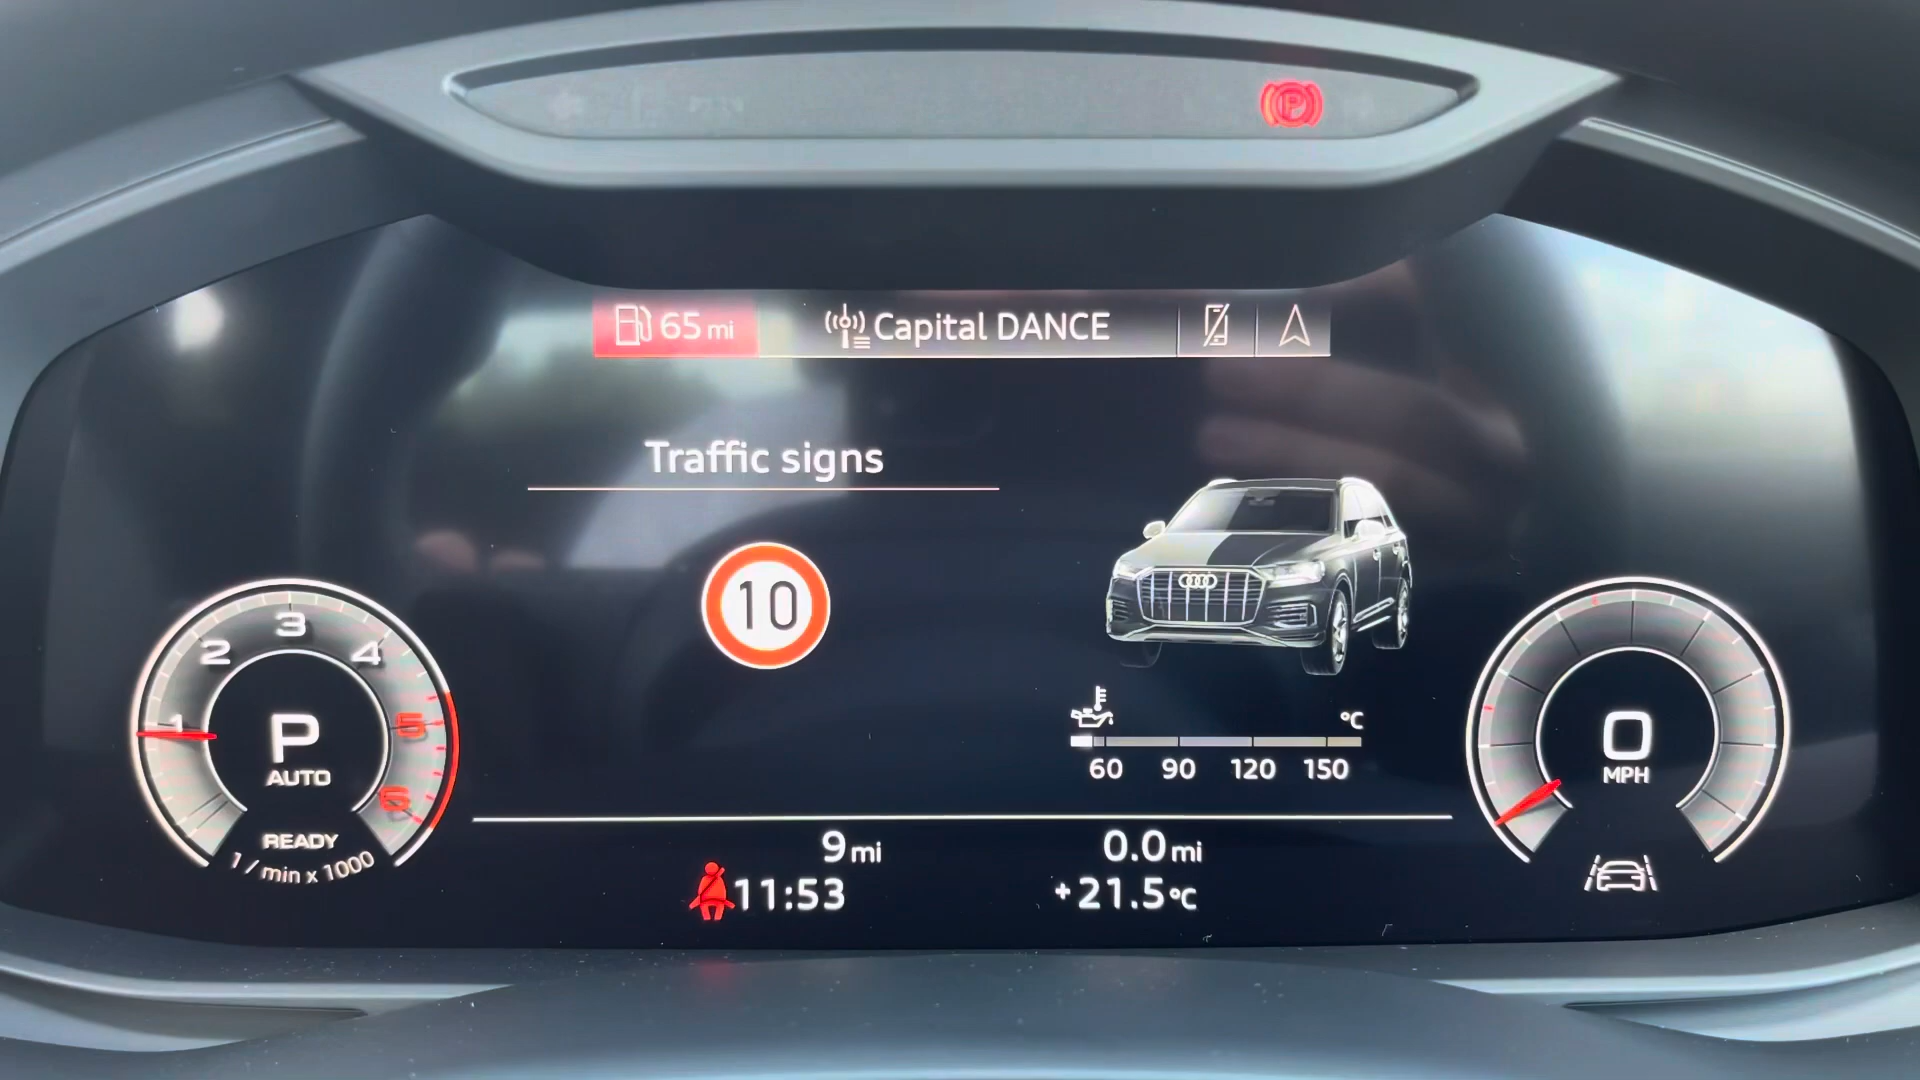 P
65 mi
Capital DANCE
Traffic signs
10
1
2
3
4
5
6
P
AUTO
READY
1 / min x 1000
°C
60 90 120 150
0
MPH
9 mi
0.0 mi
11:53
+21.5 °C